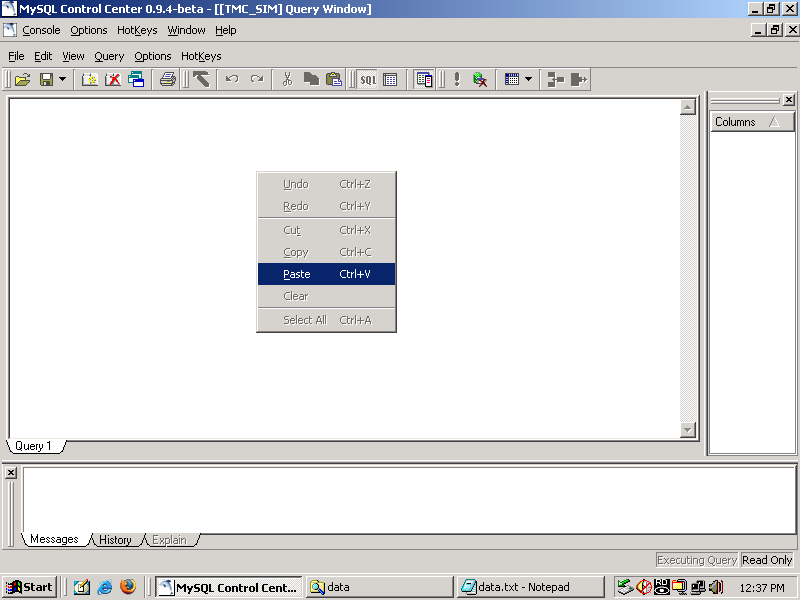 MySQL Control Center 0.9.4-beta - [[TMC_SIM] Query Window]
Console Options HotKeys Window Help
File Edit View Query Options HotKeys
SQL
Columns
Undo Ctrl+Z
Redo Ctrl+Y
Cut Ctrl+X
Copy Ctrl+C
Paste Ctrl+V
Clear
Select All Ctrl+A
Query 1
Messages History Explain
Executing Query Read Only
Start MySQL Control Cent... data data.txt - Notepad 12:37 PM